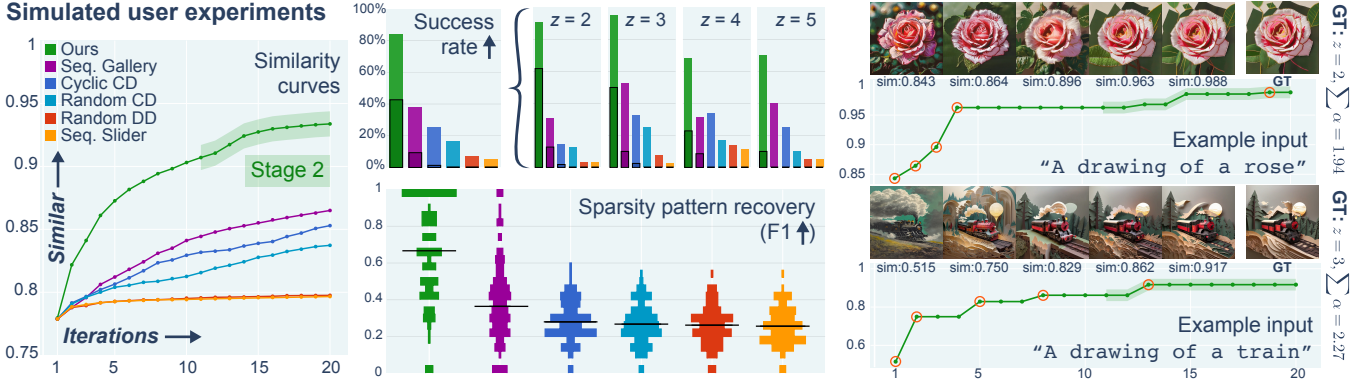 Simulated user experiments
1
0.95
0.9
0.85
0.8
0.75
1
5
10
15
20
Ours
Seq. Gallery
Cyclic CD
Random CD
Random DD
Seq. Slider
Similarity
curves
Stage 2
Similar
Iterations
100%
80%
60%
40%
20%
0%
Success
rate
z = 2
z = 3
z = 4
z = 5
1
0.8
0.6
0.4
0.2
0
Sparsity pattern recovery
(F1 )
sim:0.843
sim:0.864
sim:0.896
sim:0.963
sim:0.988
GT
1
0.95
0.9
0.85
Example input
“A drawing of a rose”
GT: z = 2, ∑ α = 1.94
sim:0.515
sim:0.750
sim:0.829
sim:0.862
sim:0.917
GT
1
0.8
0.6
Example input
“A drawing of a train”
1
5
10
15
20
GT: z = 3, ∑ α = 2.27